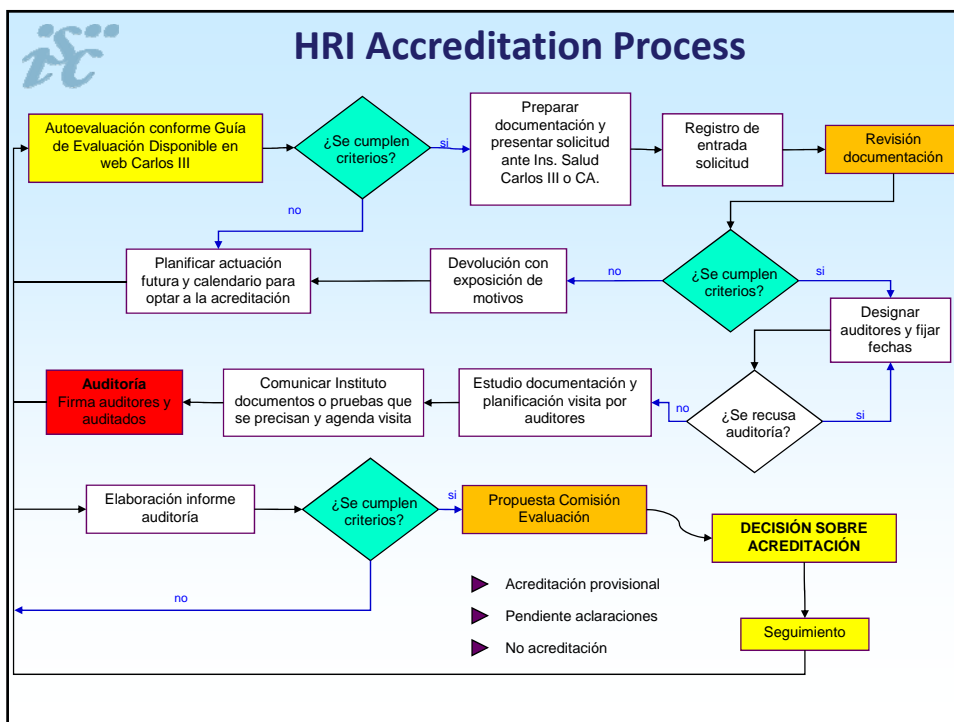 isc
HRI Accreditation Process
Autoevaluación conforme Guía
de Evaluación Disponible en
web Carlos III
¿Se cumplen
criterios?
si
Preparar
documentación y
presentar solicitud
ante Ins. Salud
Carlos III o CA.
Registro de
entrada
solicitud
Revisión
documentación
no
Planificar actuación
futura y calendario para
optar a la acreditación
Devolución con
exposición de
motivos
no
¿Se cumplen
criterios?
si
Designar
auditores y fijar
fechas
Auditoría
Firma auditores y
auditados
Comunicar Instituto
documentos o pruebas que
se precisan y agenda visita
Estudio documentación y
planificación visita por
auditores
no
¿Se recusa
auditoría?
si
Elaboración informe
auditoría
¿Se cumplen
criterios?
si
Propuesta Comisión
Evaluación
DECISIÓN SOBRE
ACREDITACIÓN
no
Acreditación provisional
Pendiente aclaraciones
No acreditación
Seguimiento